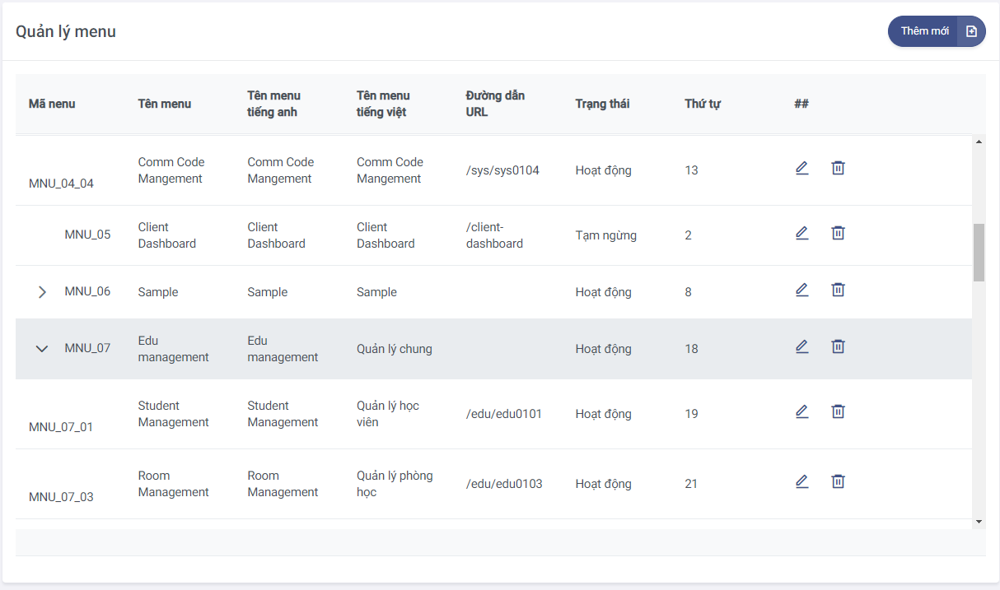 Quản lý menu
Thêm mới
Mã nenu
Tên menu
Tên menu
tiếng anh
Tên menu
tiếng việt
Đường dẫn
URL
Trạng thái
Thứ tự
##
MNU_04_04
Comm Code
Mangement
Comm Code
Mangement
Comm Code
Mangement
/sys/sys0104
Hoạt động
13
MNU_05
Client
Dashboard
Client
Dashboard
Client
Dashboard
/client-
dashboard
Tạm ngừng
2
MNU_06
Sample
Sample
Sample
Hoạt động
8
MNU_07
Edu
management
Edu
management
Quản lý chung
Hoạt động
18
MNU_07_01
Student
Management
Student
Management
Quản lý học
viên
/edu/edu0101
Hoạt động
19
MNU_07_03
Room
Management
Room
Management
Quản lý phòng
học
/edu/edu0103
Hoạt động
21